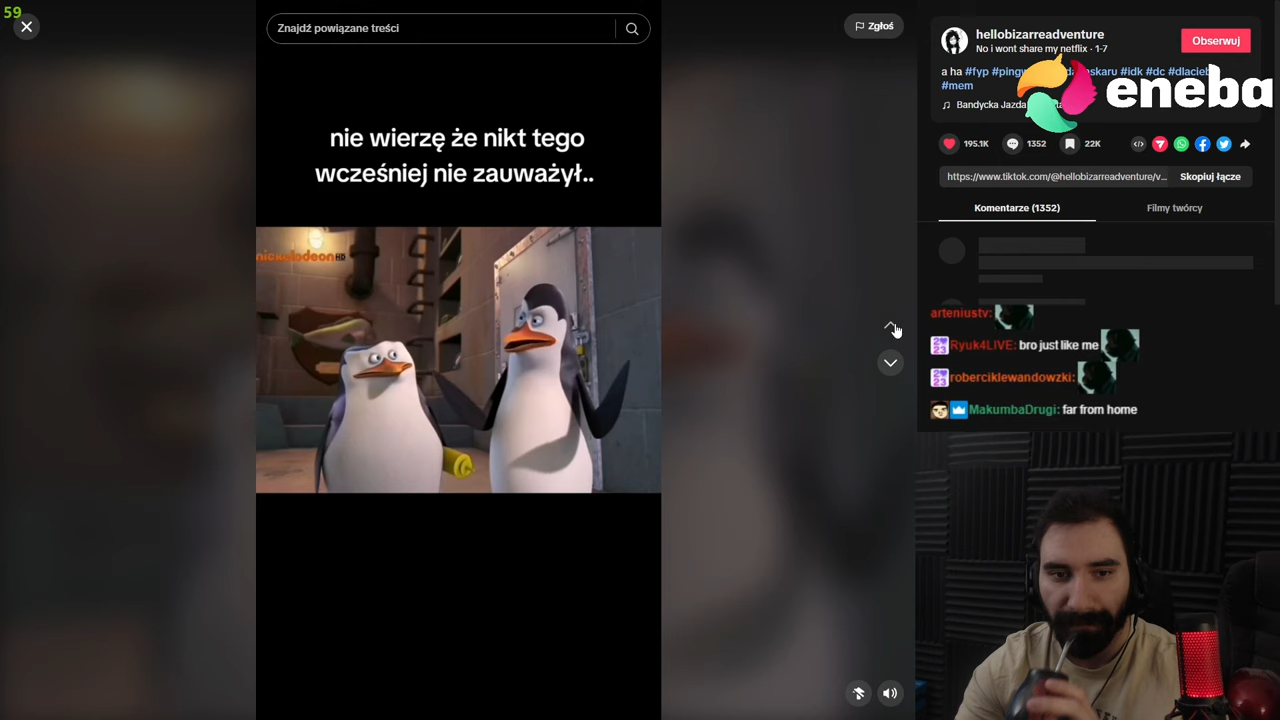 59
Znajdź powiązane treści
Zgłoś
nie wierzę że nikt tego
wcześniej nie zauważył..
nickelodeon HD
hellobizarreadventure
No i wont share my netflix · 1-7
Obserwuj
a ha #fyp #idk #dc
#mem
eneba
Bandycka Jazda
195.1K
1352
22K
https://www.tiktok.com/@hellobizarreadventure/v...
Skopiuj łącze
Komentarze (1352)
Filmy twórcy
arteniustv:
Ryuk4LIVE: bro just like me
roberciklewandowzki:
MakumbaDrugi: far from home